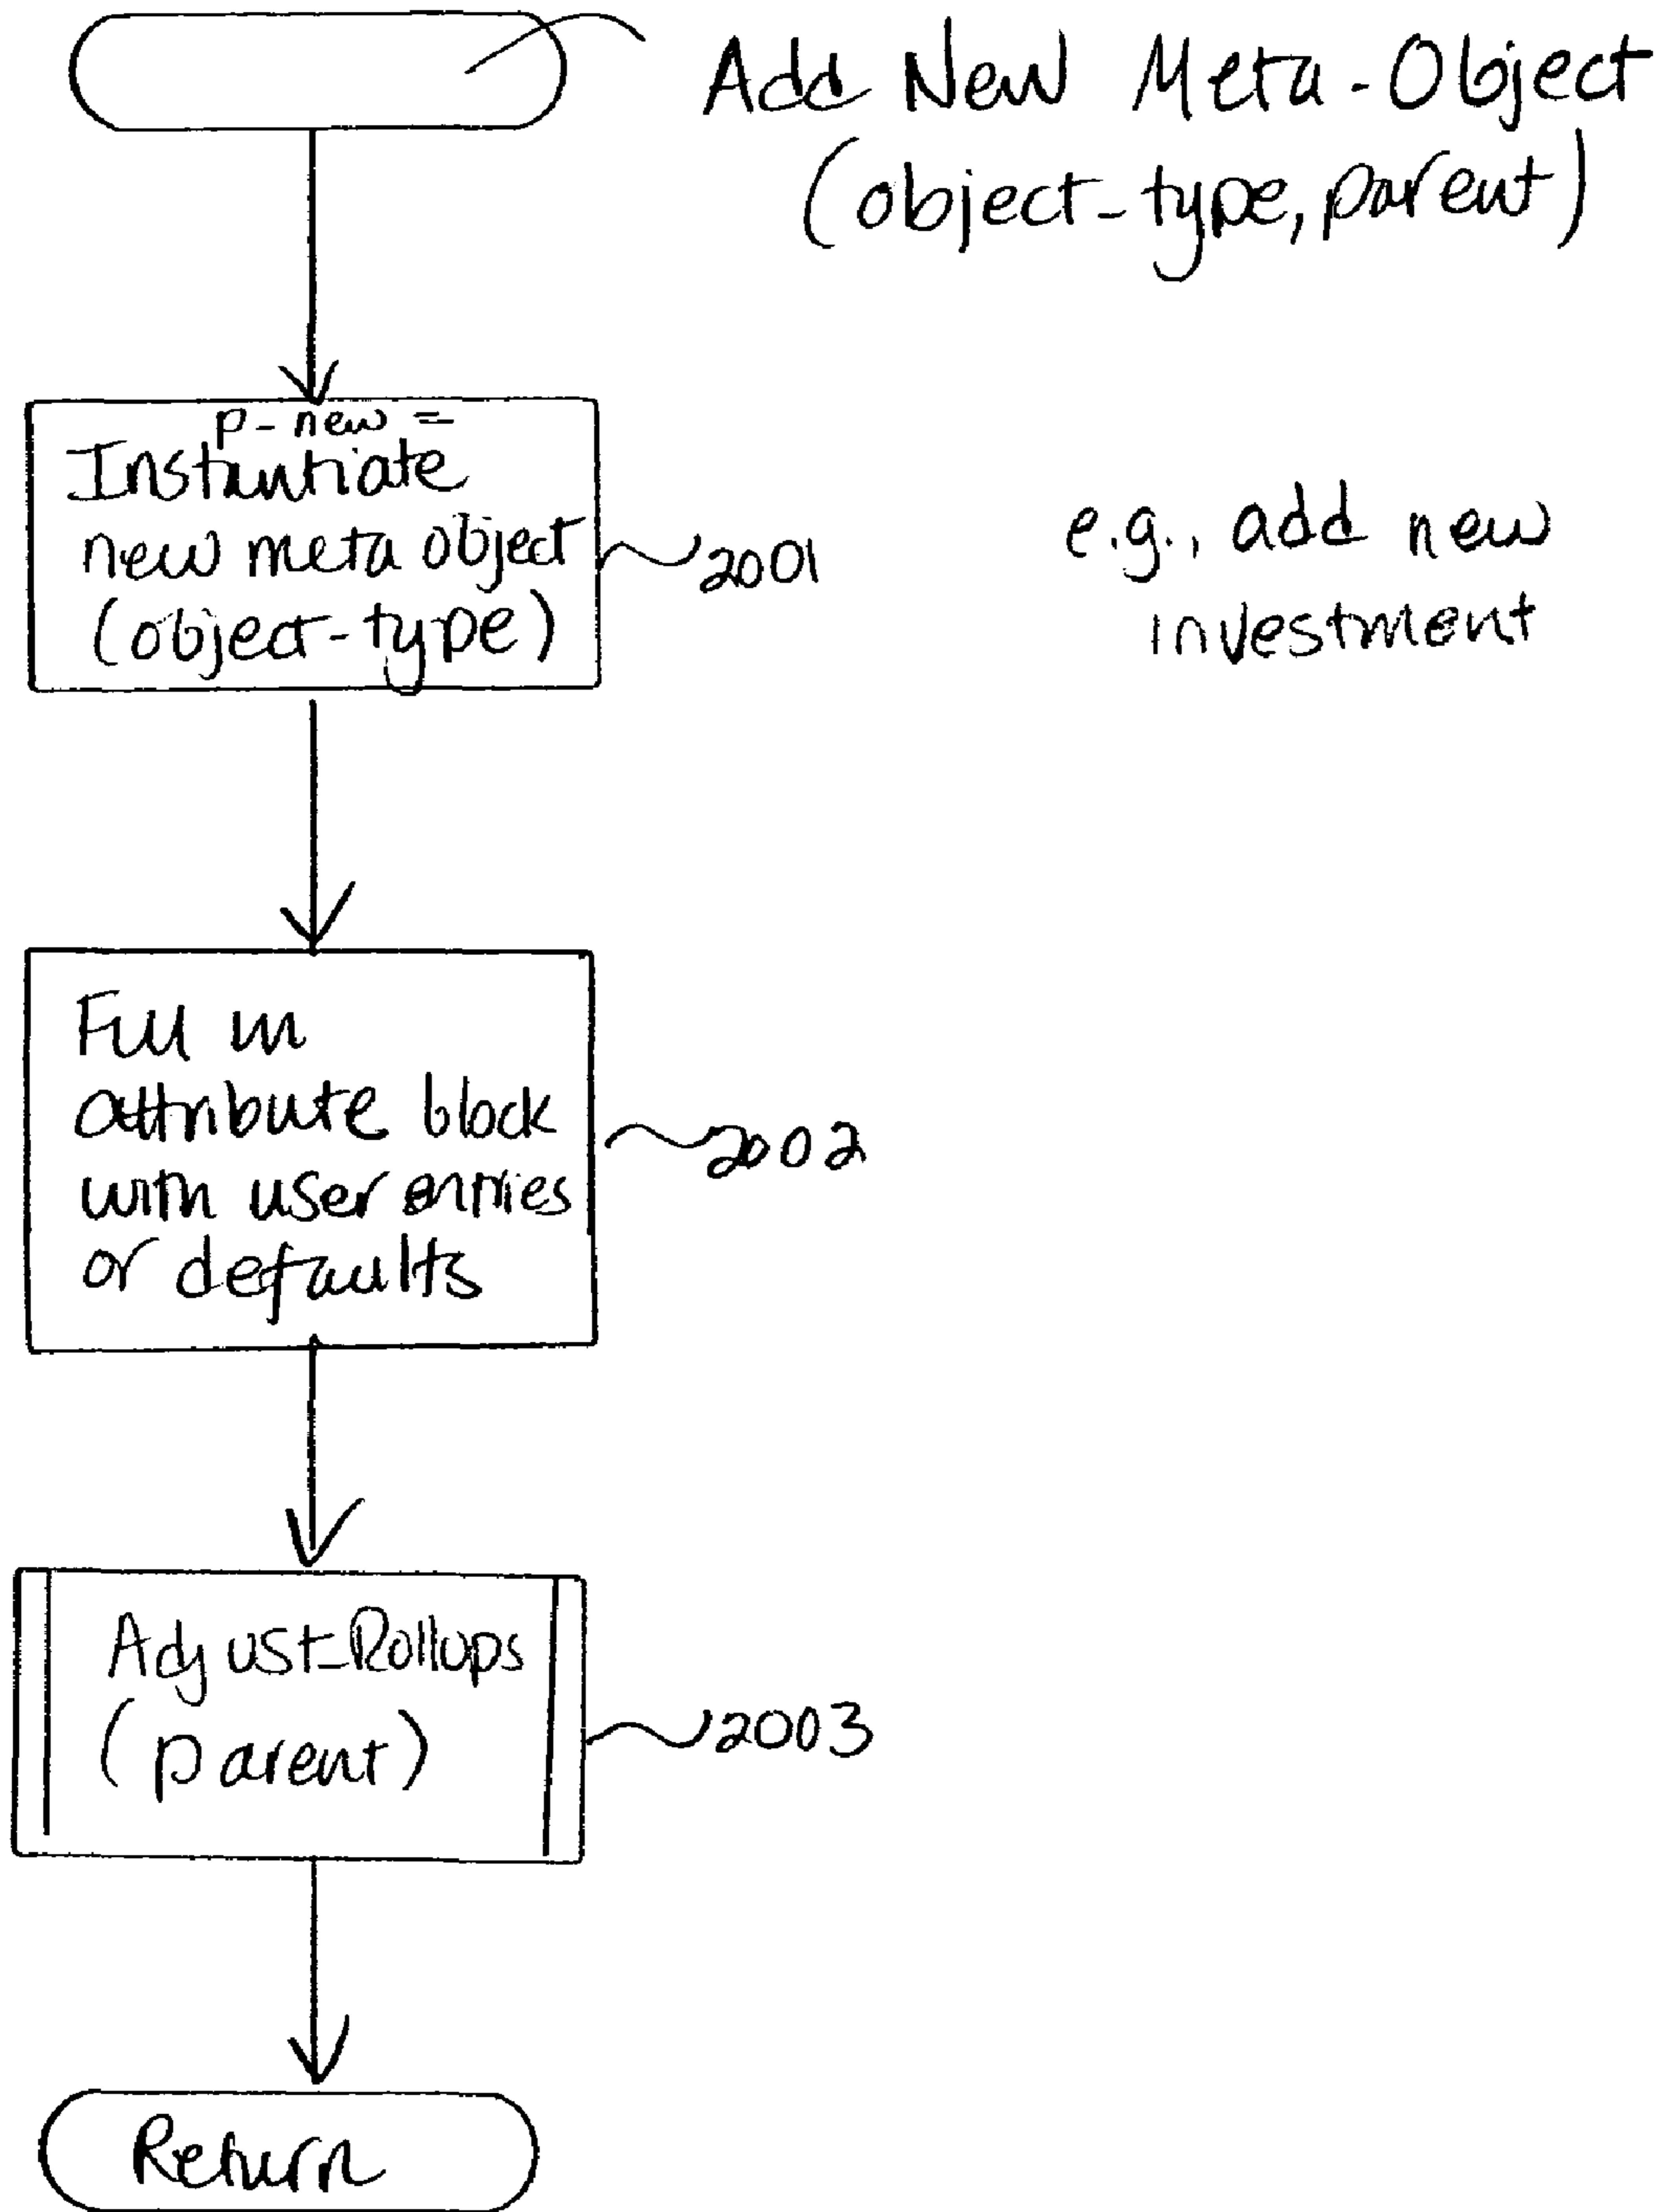 Add New Meta-Object
(object-type, parent)
p-new =
Instantiate
new meta object
(object-type)
2001
e.g., add new
investment
Fill in
attribute block
with user entries
or defaults
2002
Adjust_Rollups
(parent)
2003
Return